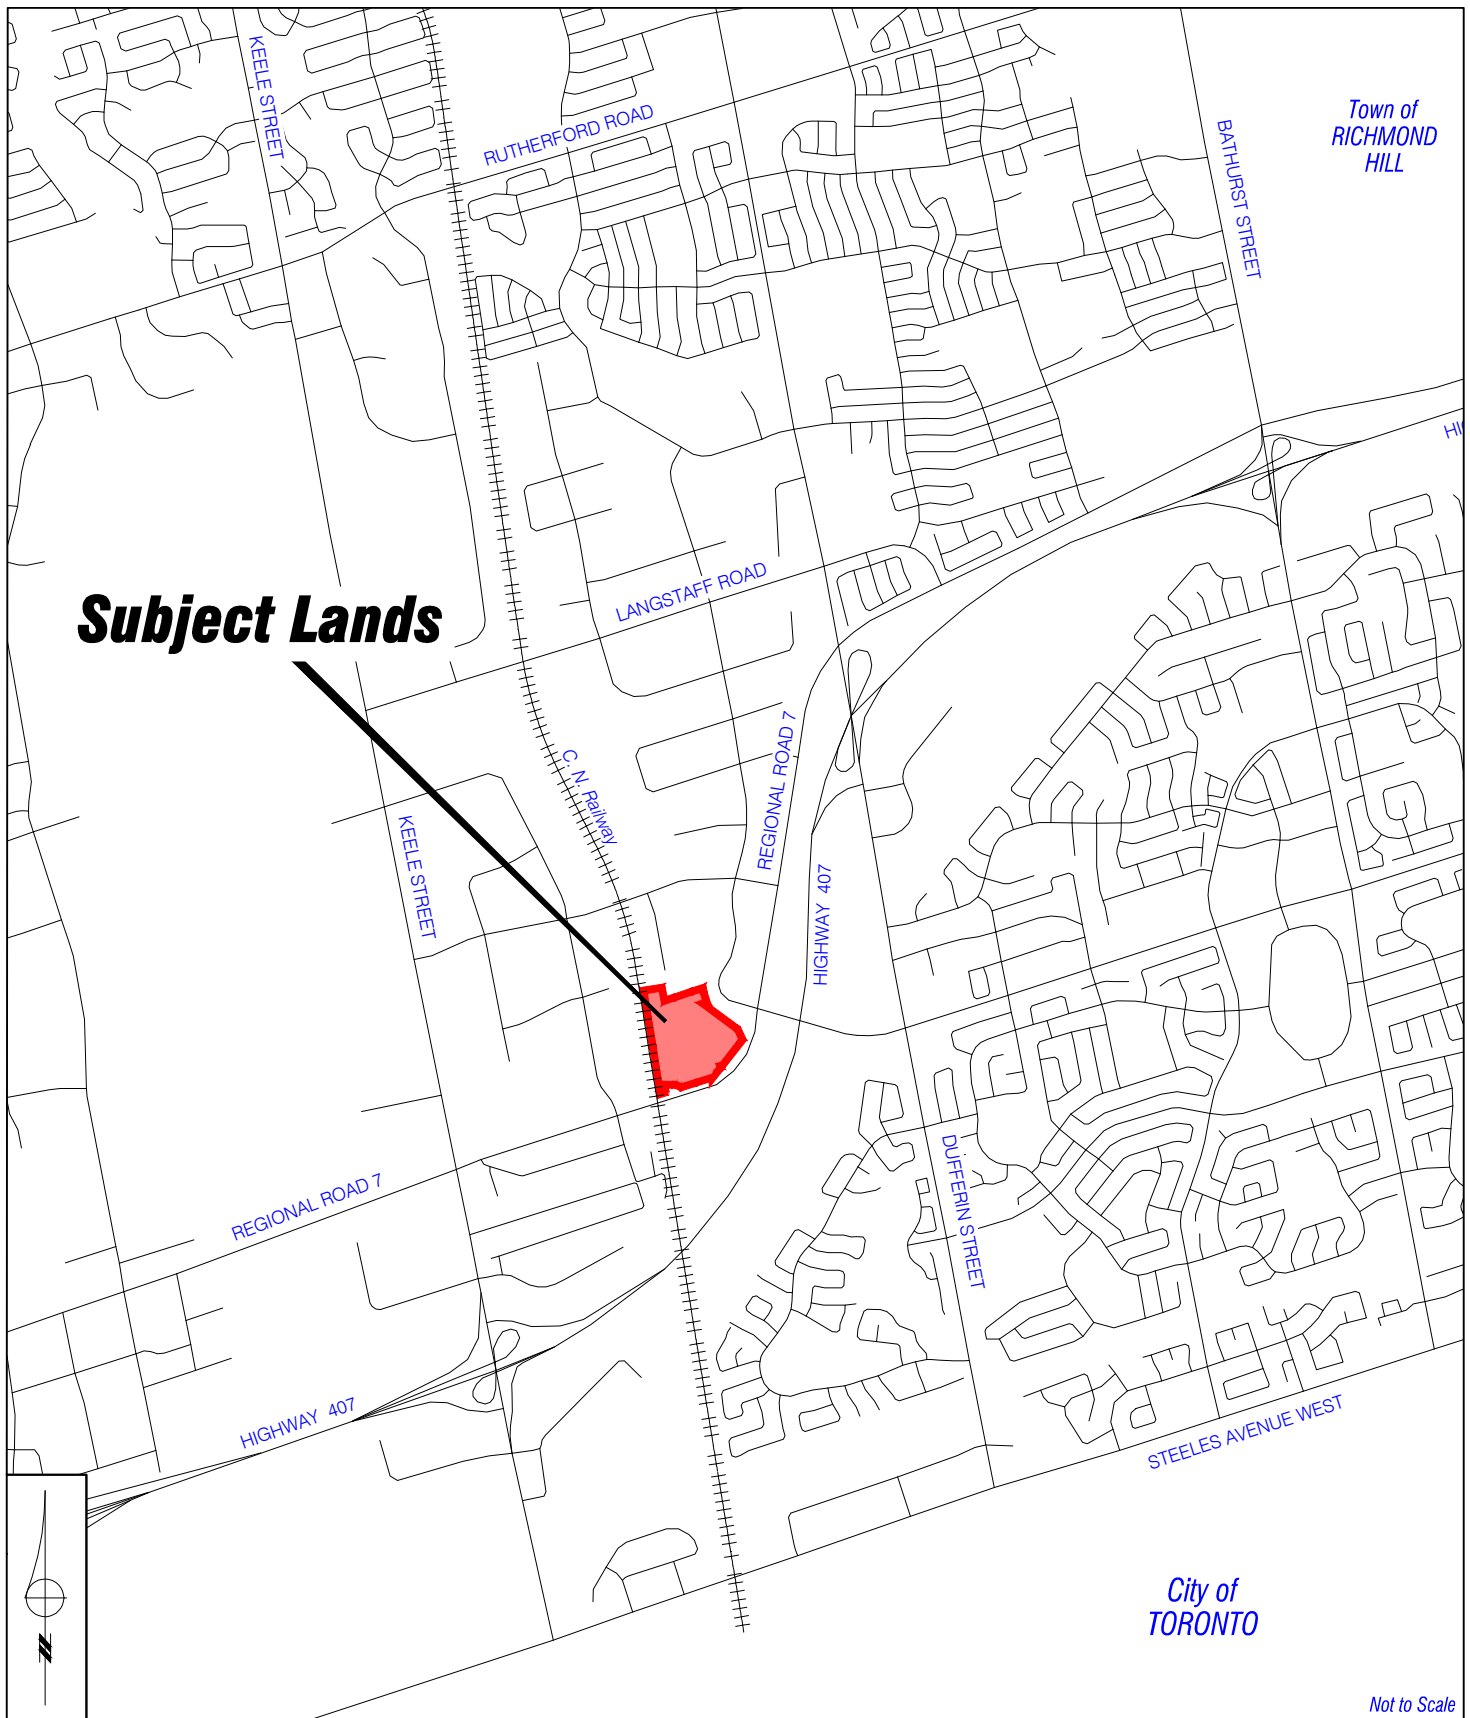 KEELE STREET
RUTHERFORD ROAD
Town of
RICHMOND
HILL
BATHURST STREET
HI
LANGSTAFF ROAD
Subject Lands
C. N. Railway
REGIONAL ROAD 7
KEELE STREET
HIGHWAY 407
DUFFERIN STREET
REGIONAL ROAD 7
HIGHWAY 407
STEELES AVENUE WEST
City of
TORONTO
N
Not to Scale